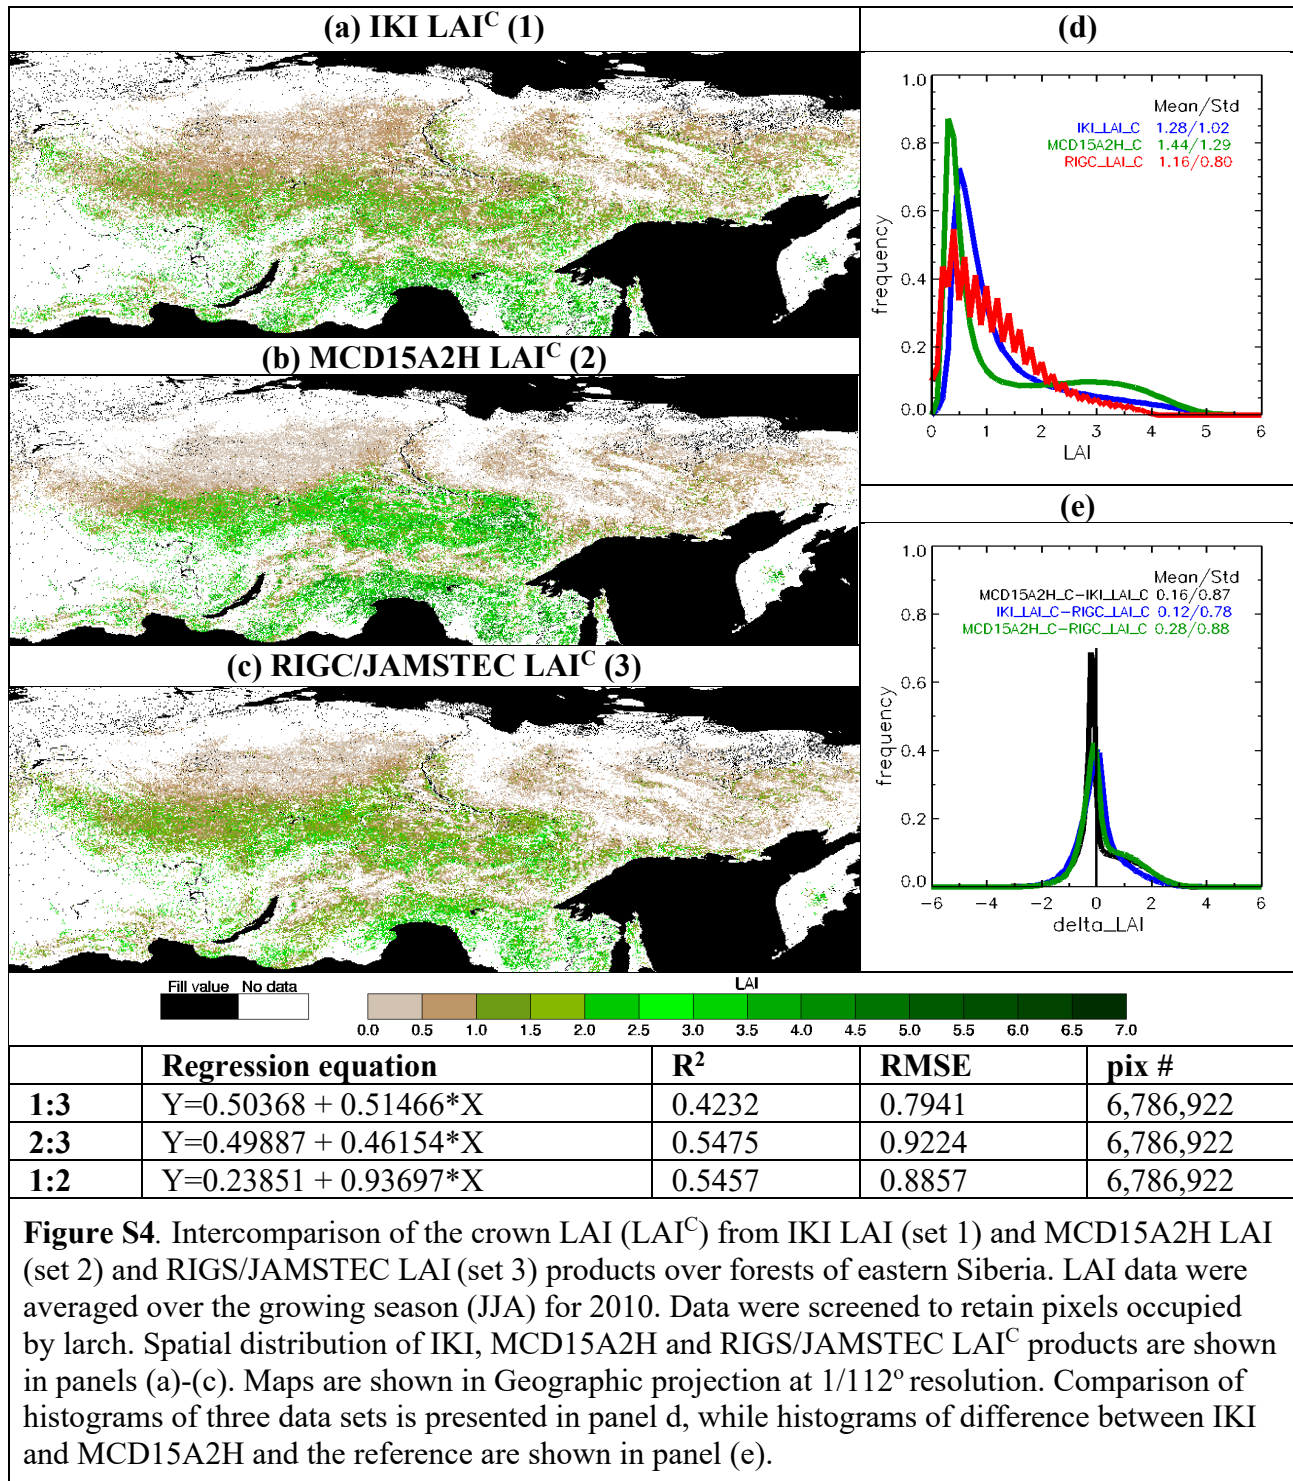 (a) IKI LAI^C (1)
(d)
1.0
0.8
0.6
0.4
0.2
0.0
frequency
Mean/Std
IKI_LAI_C 1.28/1.02
MCD15A2H_C 1.44/1.29
RIGC_LAI_C 1.16/0.80
0 1 2 3 4 5 6
LAI
(b) MCD15A2H LAI^C (2)
(e)
1.0
0.8
0.6
0.4
0.2
0.0
frequency
Mean/Std
MCD15A2H_C-IKI_LAI_C 0.16/0.87
IKI_LAI_C-RIGC_LAI_C 0.12/0.78
MCD15A2H_C-RIGC_LAI_C 0.28/0.88
-6 -4 -2 0 2 4 6
delta_LAI
(c) RIGC/JAMSTEC LAI^C (3)
Fill value No data
LAI
0.0 0.5 1.0 1.5 2.0 2.5 3.0 3.5 4.0 4.5 5.0 5.5 6.0 6.5 7.0
Regression equation R² RMSE pix #
1:3 Y=0.50368 + 0.51466*X 0.4232 0.7941 6,786,922
2:3 Y=0.49887 + 0.46154*X 0.5475 0.9224 6,786,922
1:2 Y=0.23851 + 0.93697*X 0.5457 0.8857 6,786,922
Figure S4. Intercomparison of the crown LAI (LAI^C) from IKI LAI (set 1) and MCD15A2H LAI
(set 2) and RIGS/JAMSTEC LAI (set 3) products over forests of eastern Siberia. LAI data were
averaged over the growing season (JJA) for 2010. Data were screened to retain pixels occupied
by larch. Spatial distribution of IKI, MCD15A2H and RIGS/JAMSTEC LAI^C products are shown
in panels (a)-(c). Maps are shown in Geographic projection at 1/112º resolution. Comparison of
histograms of three data sets is presented in panel d, while histograms of difference between IKI
and MCD15A2H and the reference are shown in panel (e).